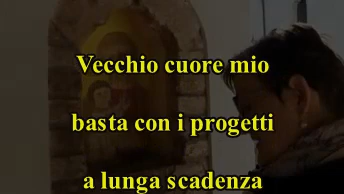 Vecchio cuore mio
basta con i progetti
a lunga scadenza